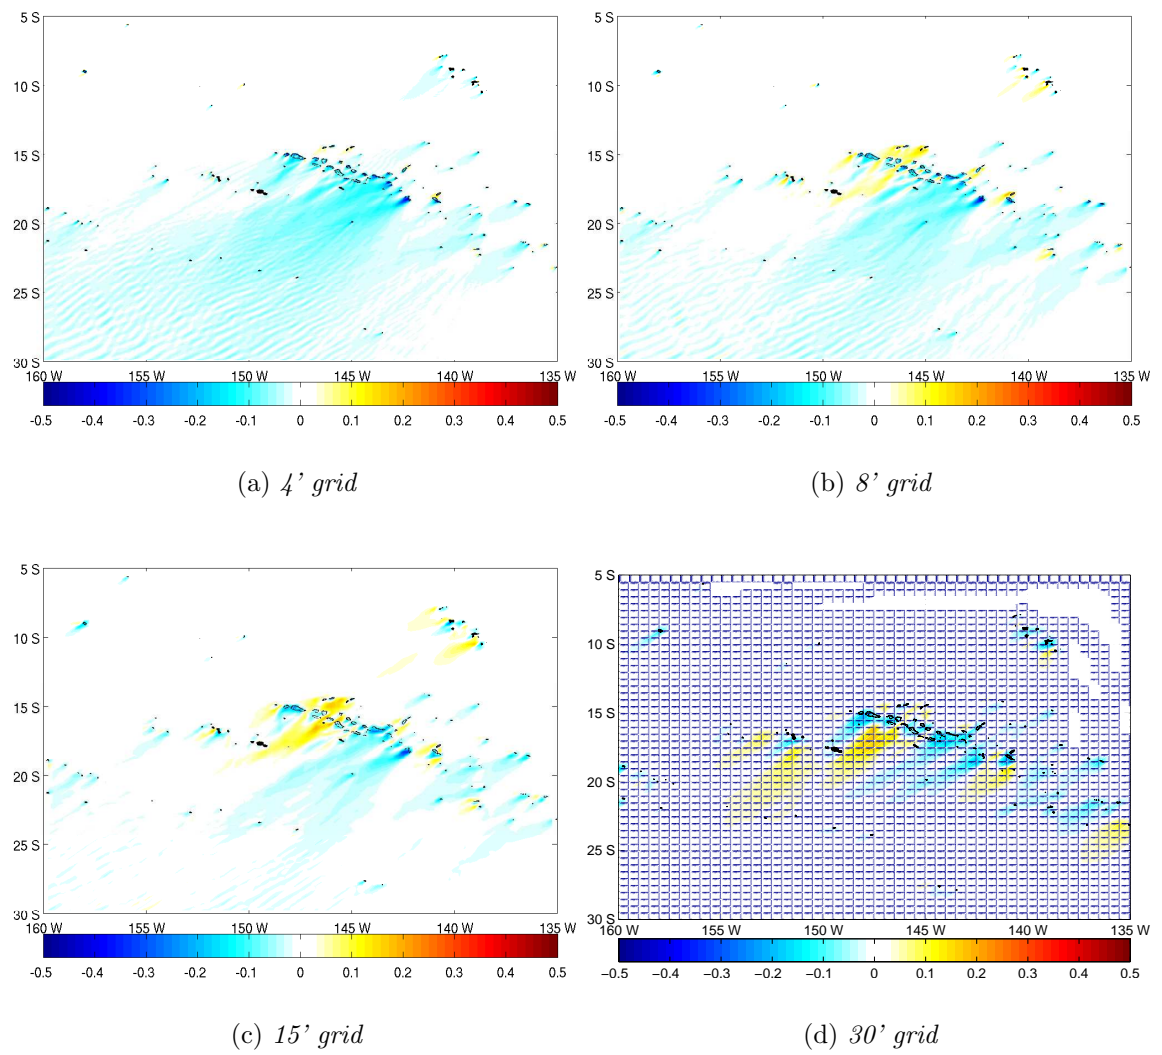 5 S
10 S
15 S
20 S
25 S
30 S
160 W 155 W 150 W 145 W 140 W 135 W
-0.5 -0.4 -0.3 -0.2 -0.1 0 0.1 0.2 0.3 0.4 0.5
(a) 4’ grid
5 S
10 S
15 S
20 S
25 S
30 S
160 W 155 W 150 W 145 W 140 W 135 W
-0.5 -0.4 -0.3 -0.2 -0.1 0 0.1 0.2 0.3 0.4 0.5
(b) 8’ grid
5 S
10 S
15 S
20 S
25 S
30 S
160 W 155 W 150 W 145 W 140 W 135 W
-0.5 -0.4 -0.3 -0.2 -0.1 0 0.1 0.2 0.3 0.4 0.5
(c) 15’ grid
5 S
10 S
15 S
20 S
25 S
30 S
160 W 155 W 150 W 145 W 140 W 135 W
−0.5 −0.4 −0.3 −0.2 −0.1 0 0.1 0.2 0.3 0.4 0.5
(d) 30’ grid